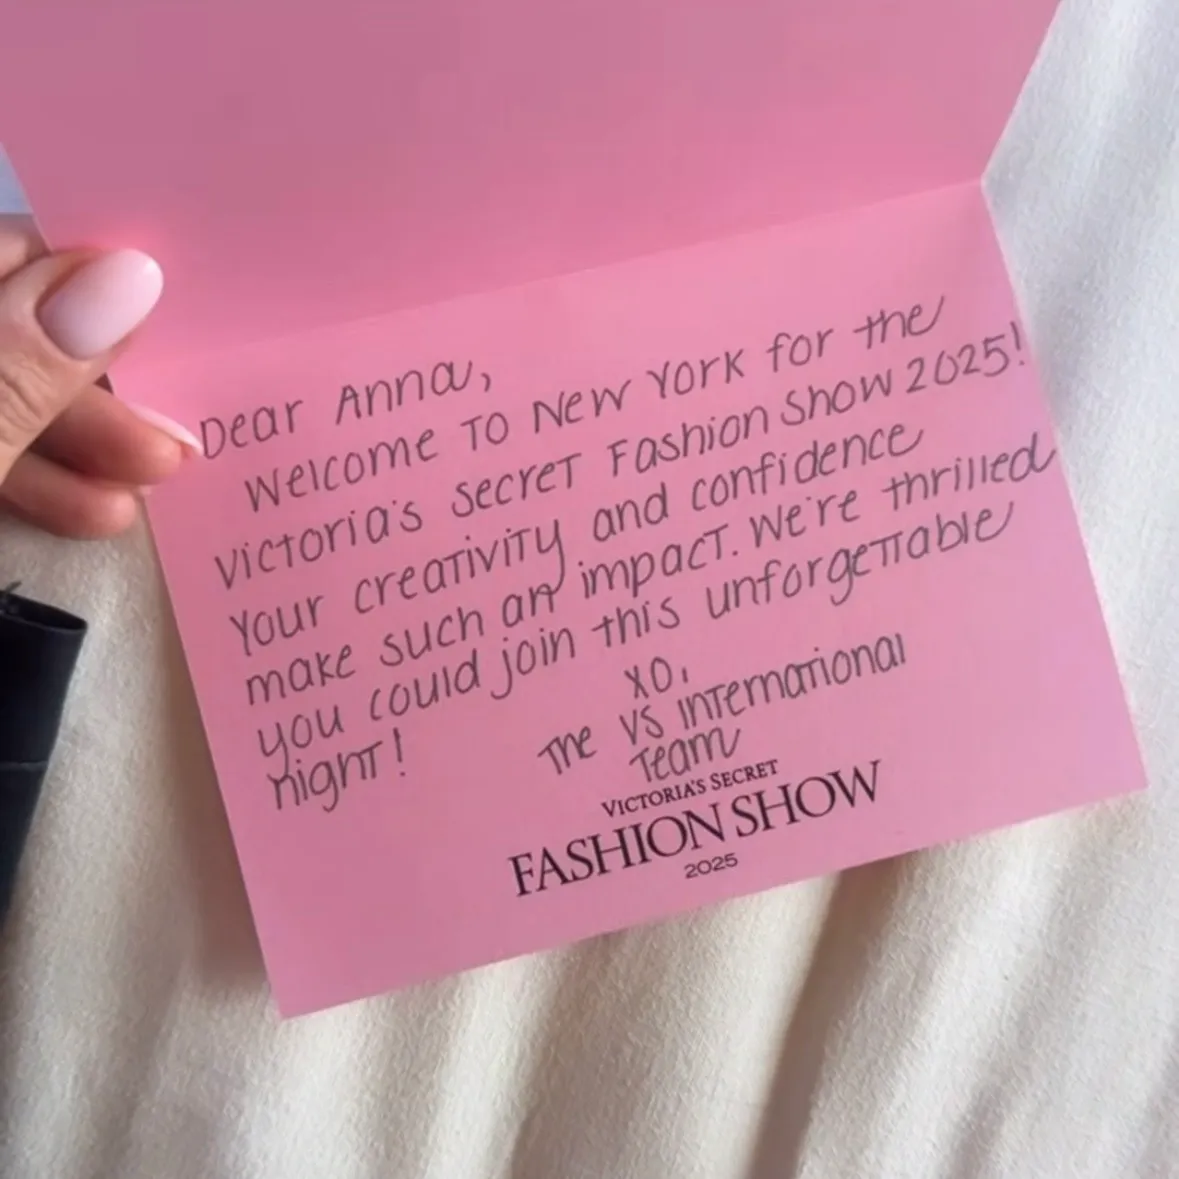 Dear Anna,
Welcome to New York for the
Victoria's Secret Fashion Show 2025!
Your creativity and confidence
make such an impact. We're thrilled
you could join this unforgettable
night!
XO,
The VS International
Team
VICTORIA'S SECRET
FASHION SHOW
2025